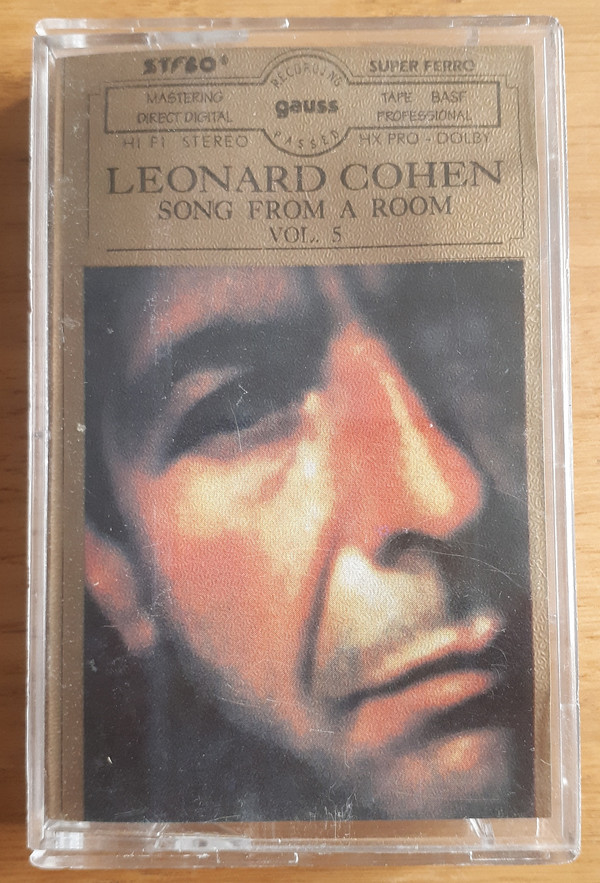 STEBO SUPER FERRO
RECORDING
MASTERING gauss TAPE BASF
DIRECT DIGITAL PROFESSIONAL
PASSED
HI FI STEREO HX PRO - DOLBY
LEONARD COHEN
SONG FROM A ROOM
VOL. 5